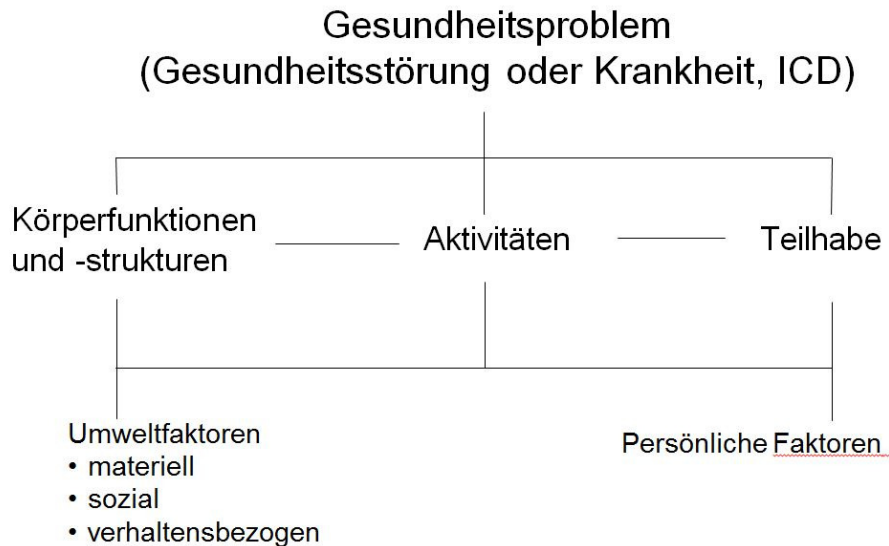 Gesundheitsproblem
(Gesundheitsstörung oder Krankheit, ICD)
Körperfunktionen
und -strukturen
Aktivitäten
Teilhabe
Umweltfaktoren
• materiell
• sozial
• verhaltensbezogen
Persönliche Faktoren